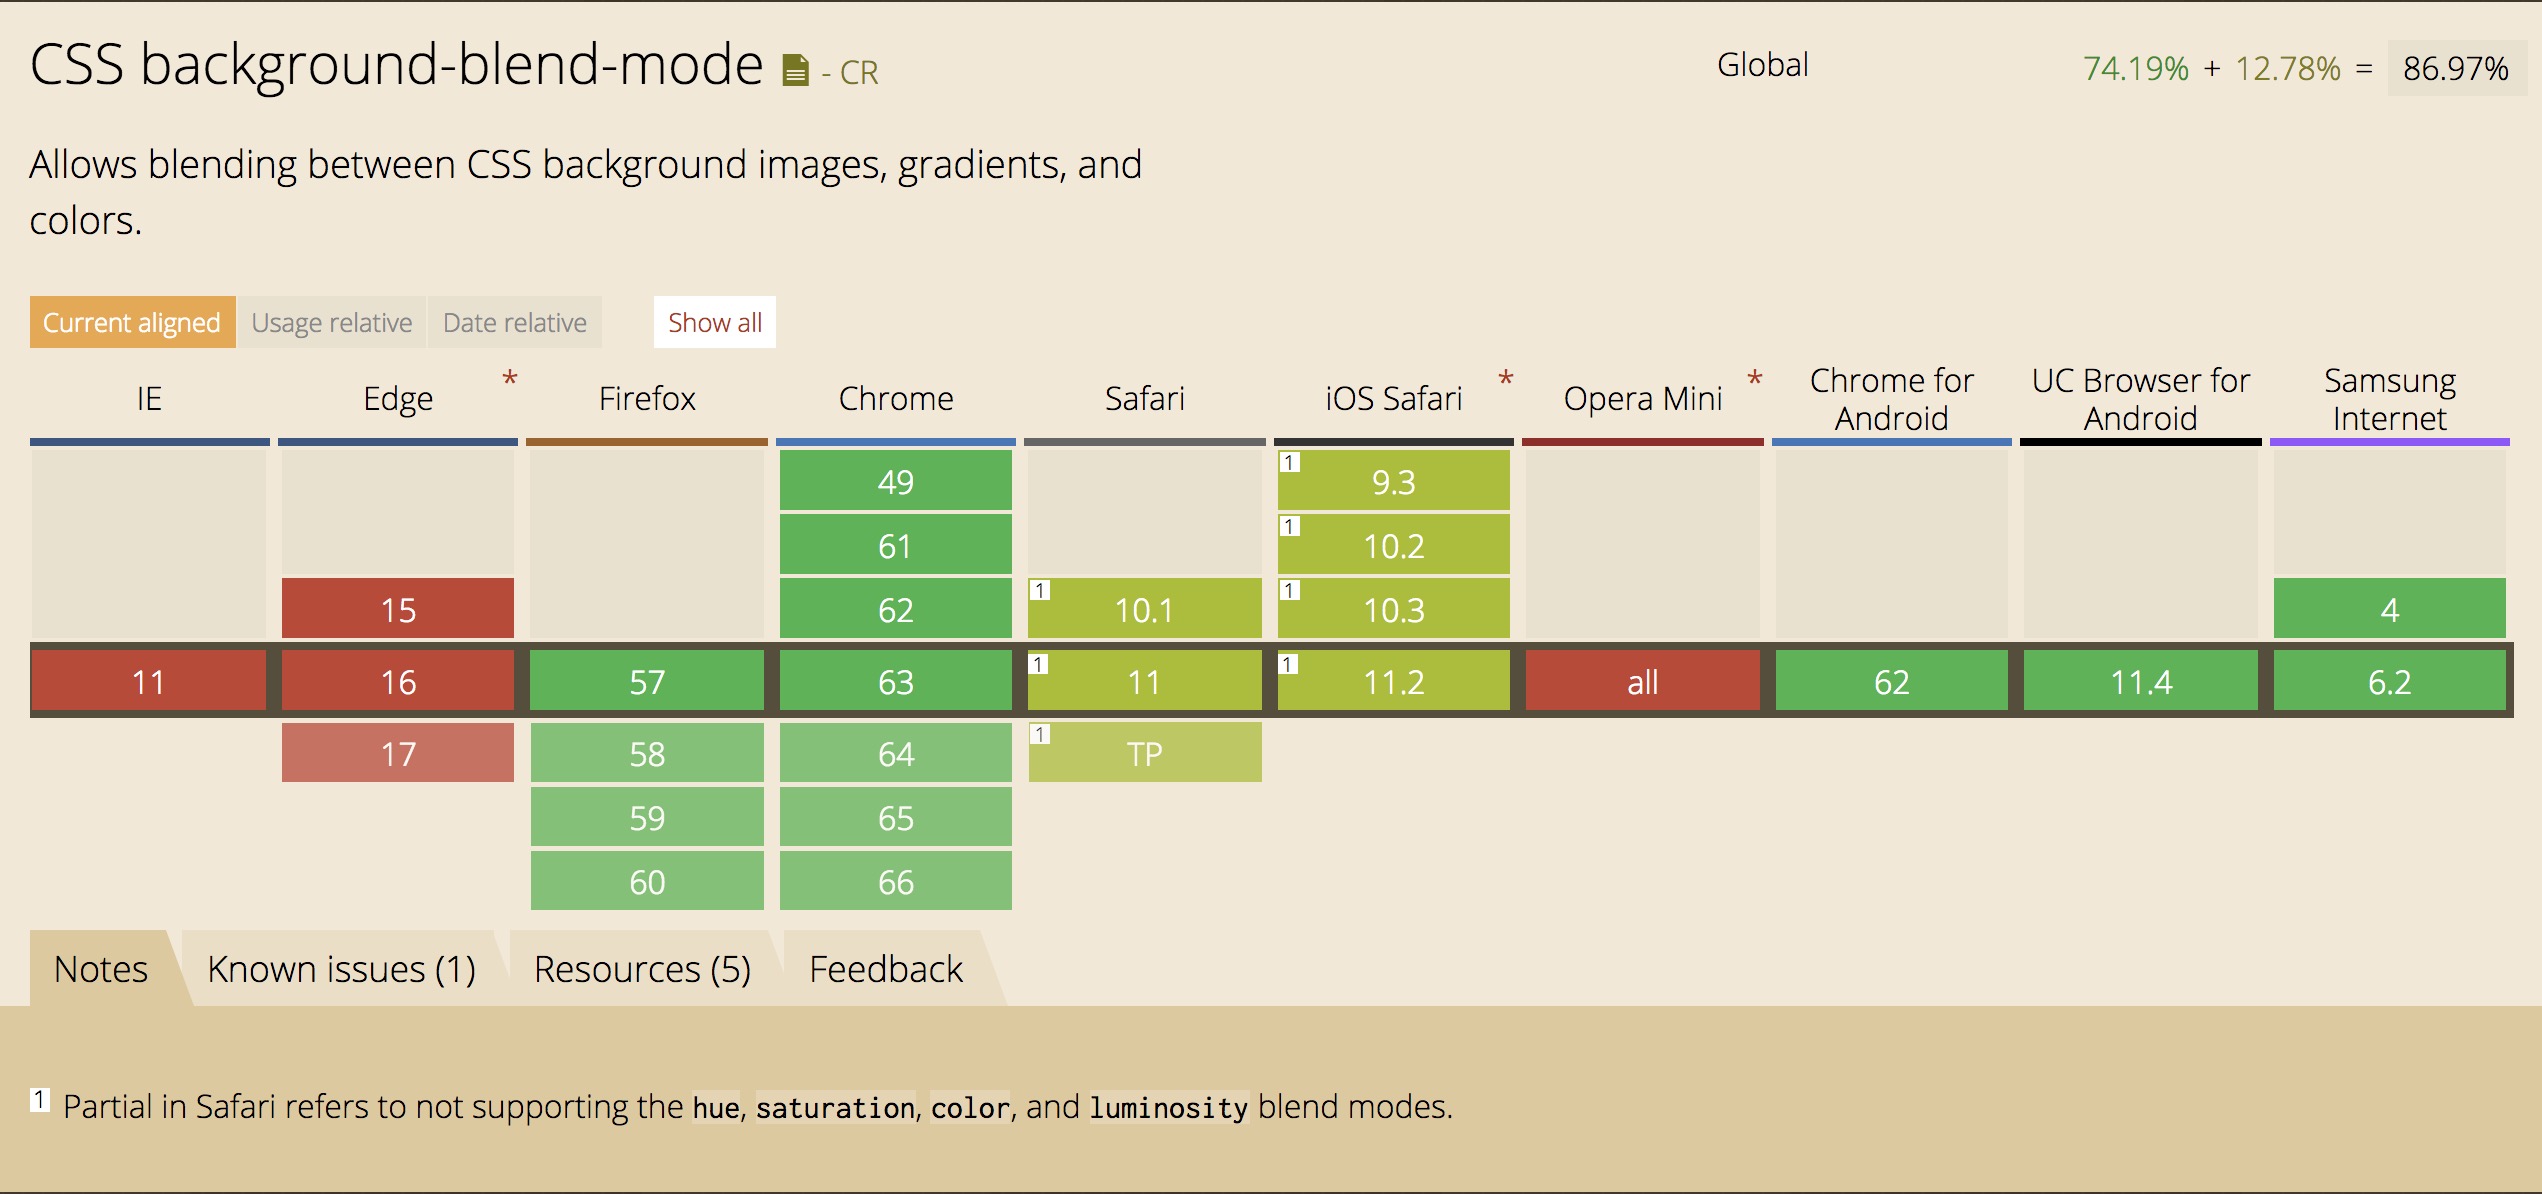 CSS background-blend-mode - CR
Global
74.19% + 12.78% = 86.97%
Allows blending between CSS background images, gradients, and
colors.
Current aligned Usage relative Date relative Show all
IE
Edge *
Firefox
Chrome
Safari
iOS Safari *
Opera Mini *
Chrome for
Android
UC Browser for
Android
Samsung
Internet
49 1 9.3
61 1 10.2
15 62 1 10.1 1 10.3 4
11 16 57 63 1 11 1 11.2 all 62 11.4 6.2
17 58 64 1 TP
59 65
60 66
Notes Known issues (1) Resources (5) Feedback
1 Partial in Safari refers to not supporting the hue, saturation, color, and luminosity blend modes.